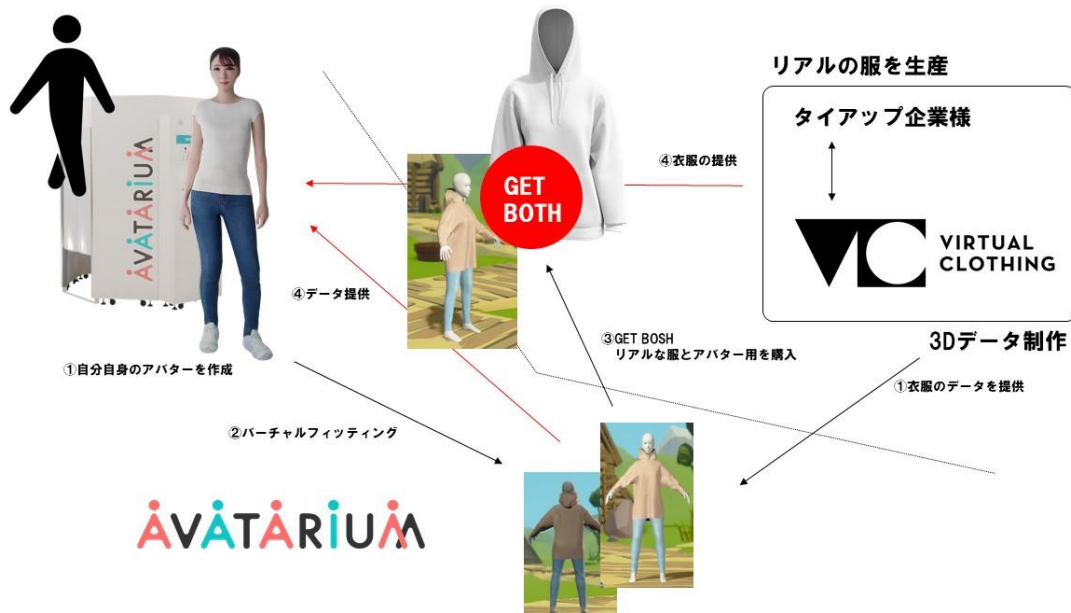 リアルの服を生産
タイアップ企業様
④衣服の提供
GET
BOTH
AVATARIUM
VC VIRTUAL
CLOTHING
④データ提供
③GET BOSH
リアルな服とアバター用を購入
3Dデータ制作
①自分自身のアバターを作成
①衣服のデータを提供
②バーチャルフィッティング
AVATARIUM